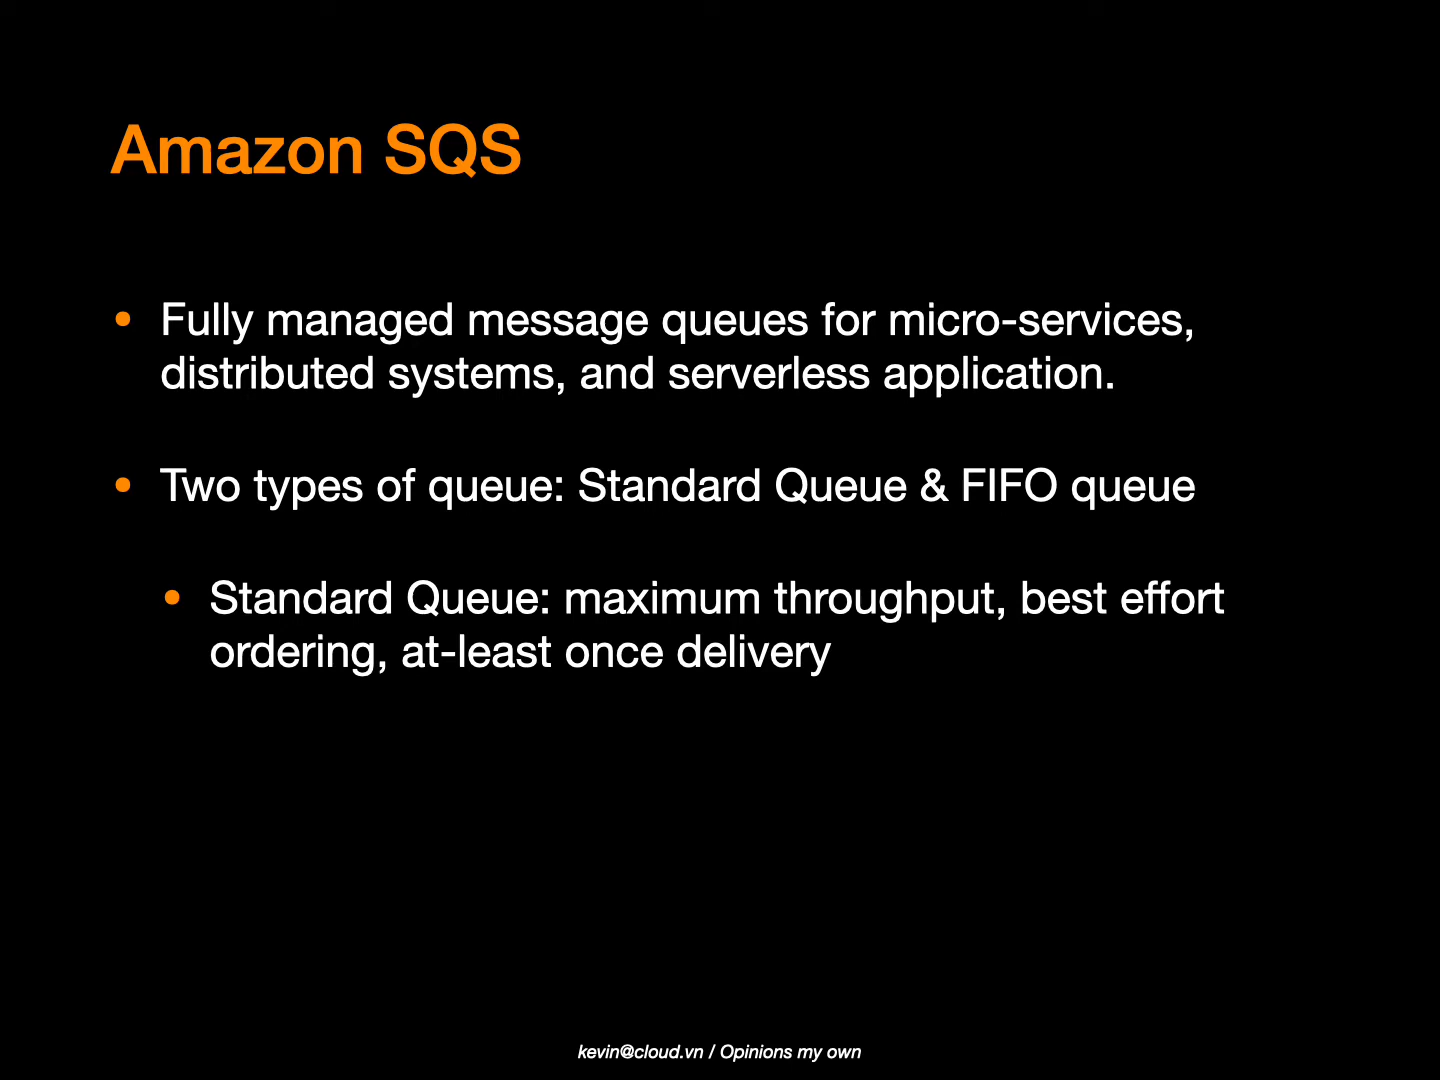 Amazon SQS
• Fully managed message queues for micro-services,
distributed systems, and serverless application.
• Two types of queue: Standard Queue & FIFO queue
• Standard Queue: maximum throughput, best effort
ordering, at-least once delivery
kevin@cloud.vn / Opinions my own